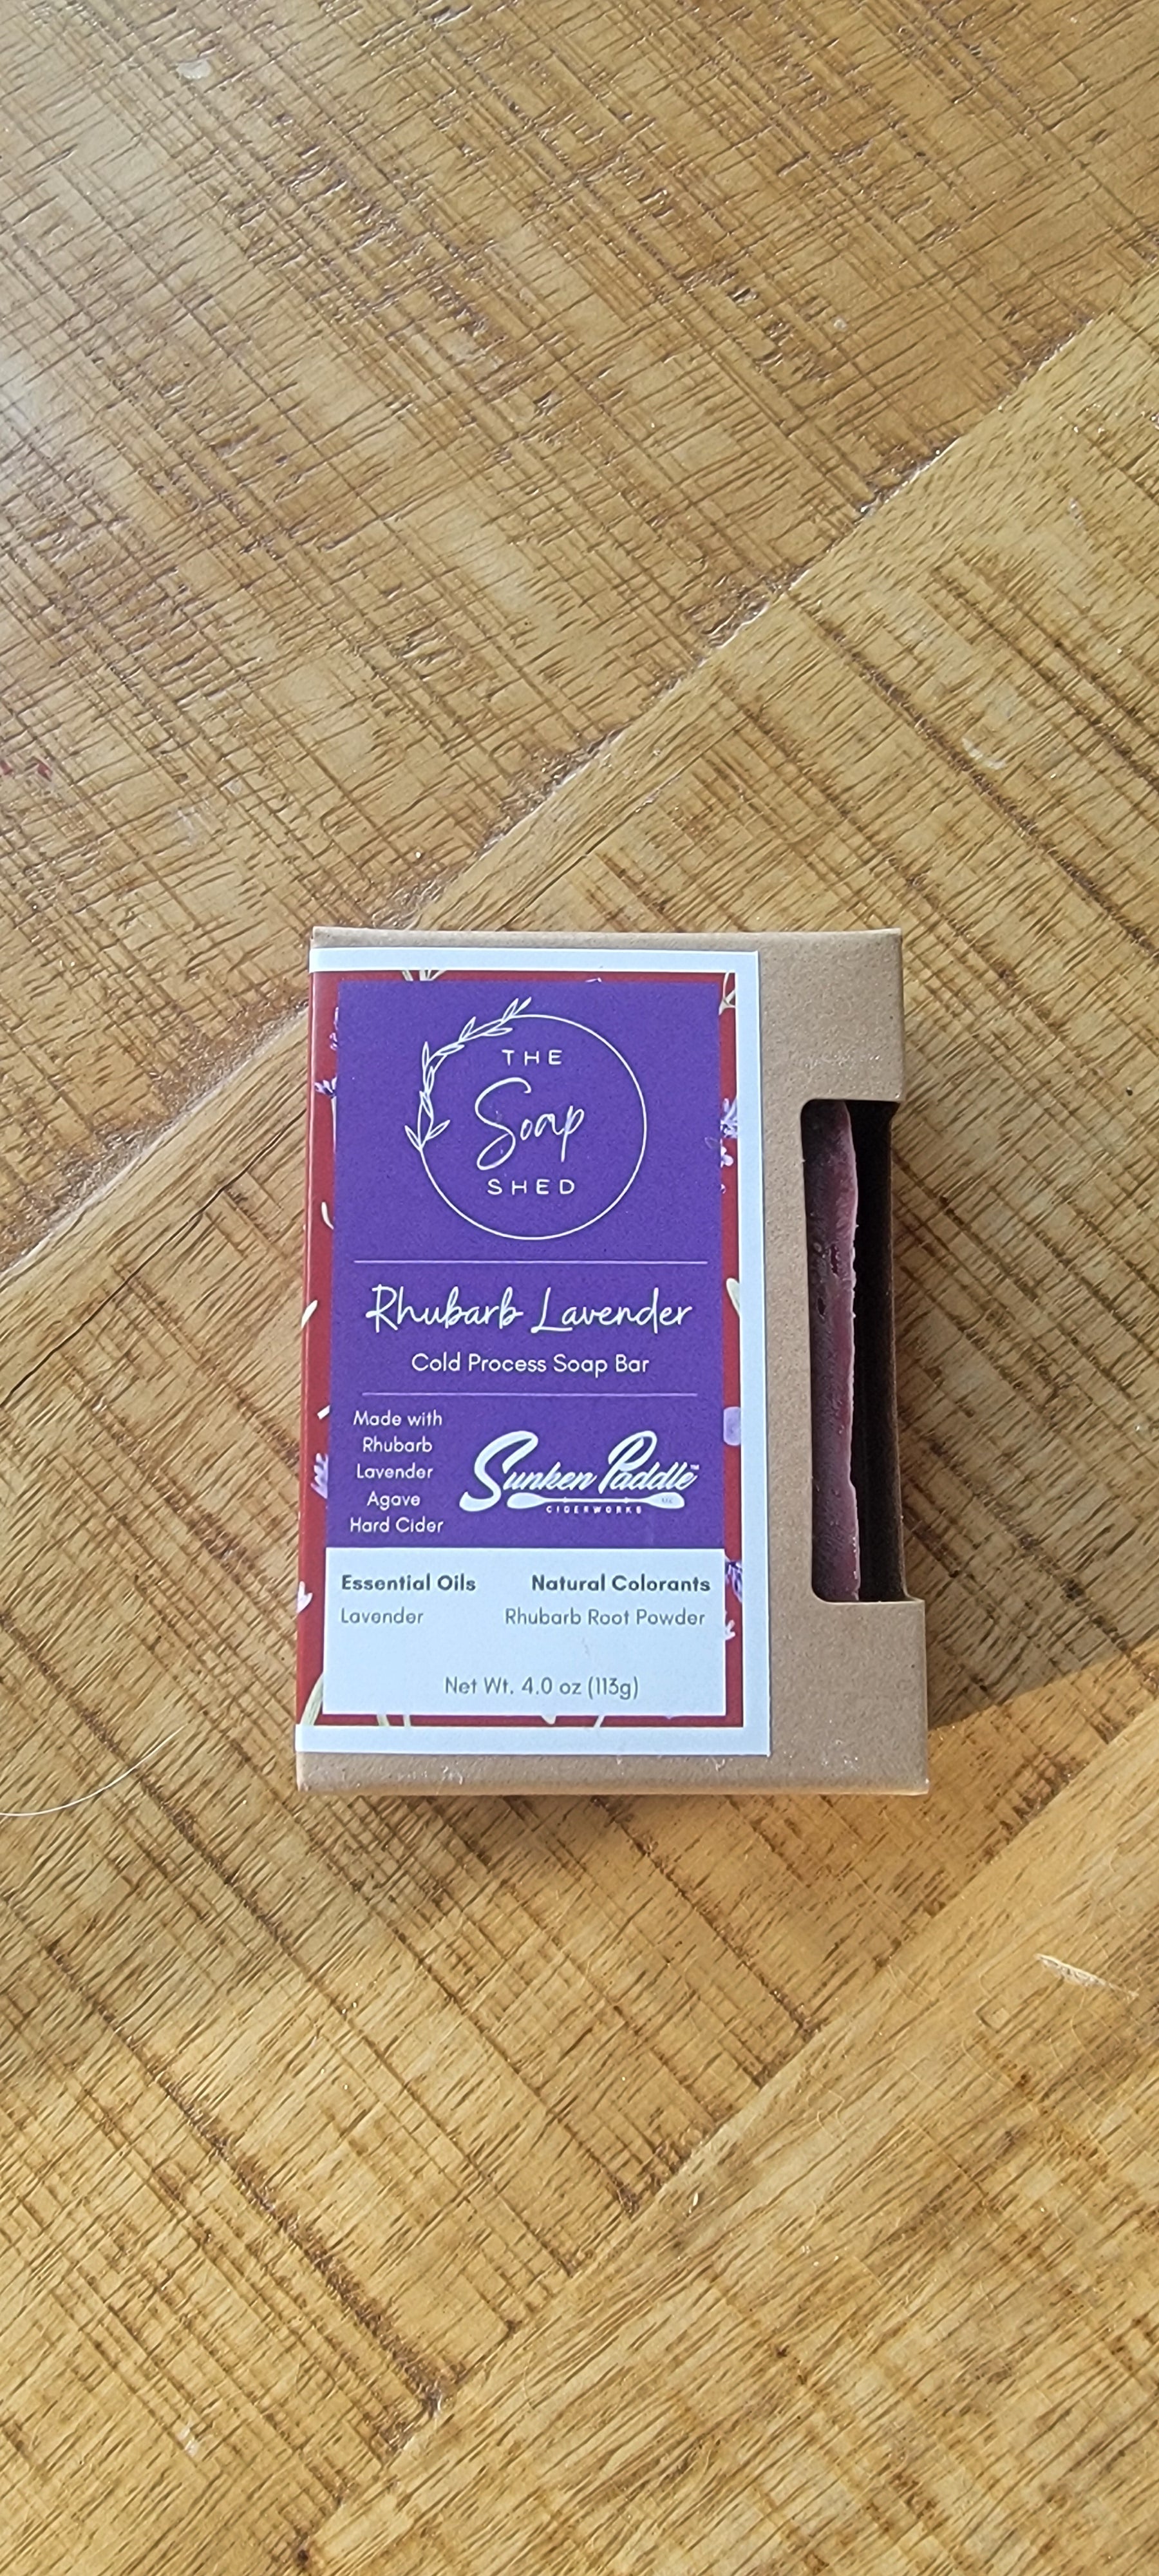 THE
Soap
SHED
Rhubarb Lavender
Cold Process Soap Bar
Made with
Rhubarb
Lavender
Agave
Hard Cider
Sunken Paddle™
CIDERWORKS
Essential Oils
Natural Colorants
Lavender
Rhubarb Root Powder
Net Wt. 4.0 oz (113g)